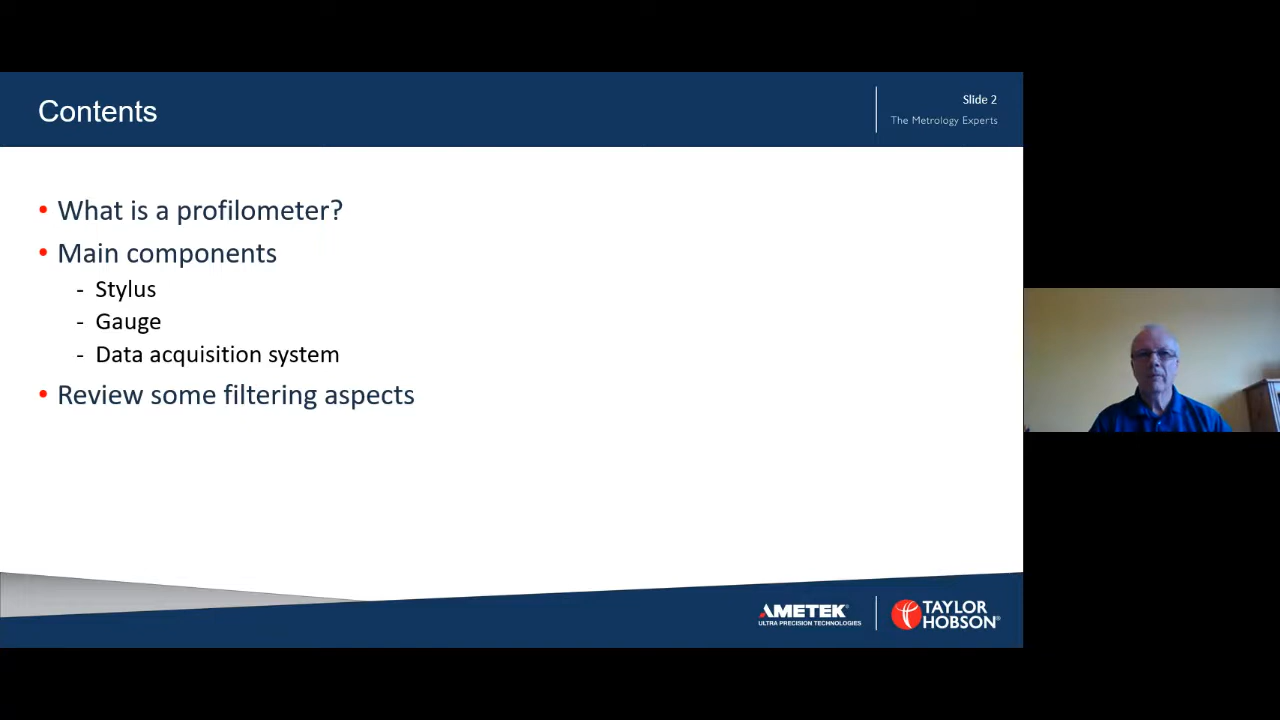 Contents
Slide 2
The Metrology Experts
• What is a profilometer?
• Main components
- Stylus
- Gauge
- Data acquisition system
• Review some filtering aspects
AMETEK®
ULTRA PRECISION TECHNOLOGIES
TAYLOR
HOBSON®